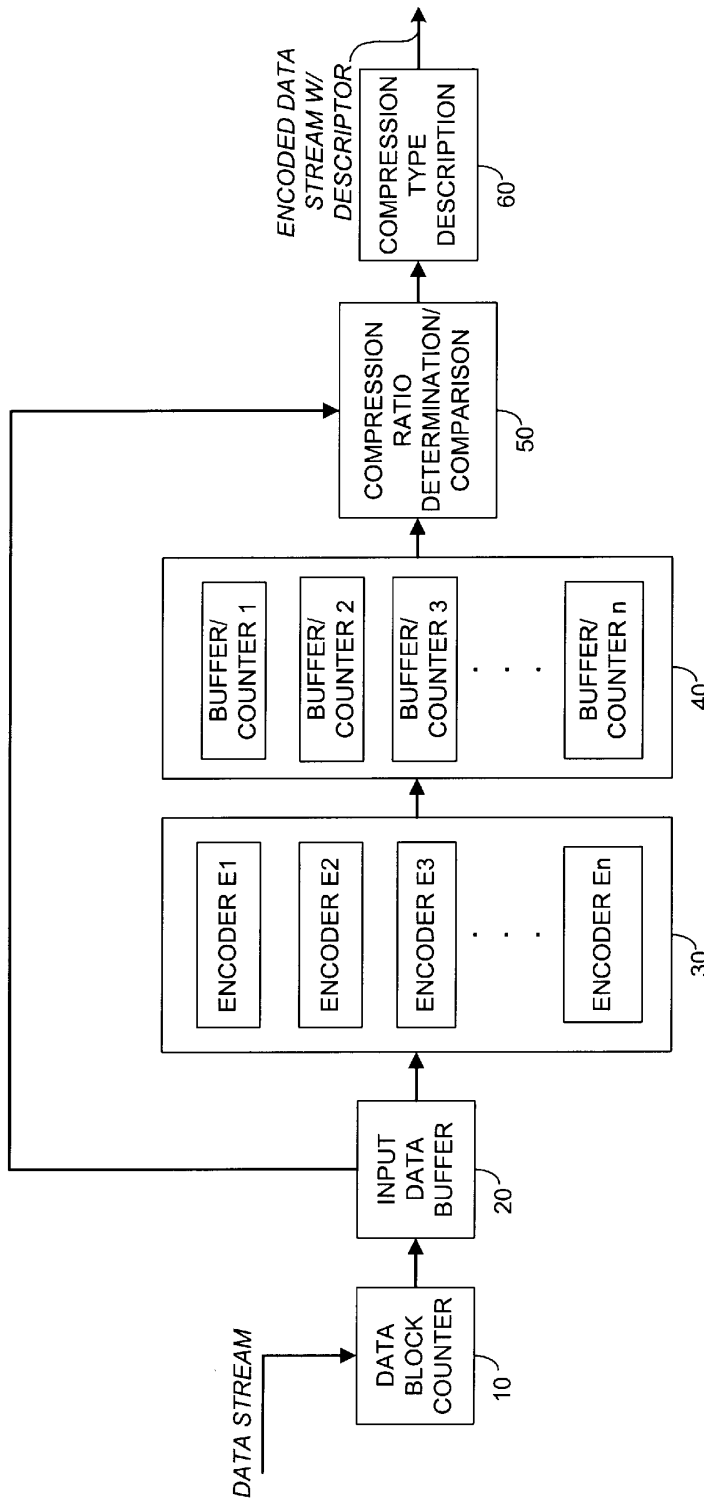 DATA STREAM
DATA
BLOCK
COUNTER
10
INPUT
DATA
BUFFER
20
ENCODER E1
ENCODER E2
ENCODER E3
. . .
ENCODER En
30
BUFFER/
COUNTER 1
BUFFER/
COUNTER 2
BUFFER/
COUNTER 3
. . .
BUFFER/
COUNTER n
40
COMPRESSION
RATIO
DETERMINATION/
COMPARISON
50
COMPRESSION
TYPE
DESCRIPTION
60
ENCODED DATA
STREAM W/
DESCRIPTOR